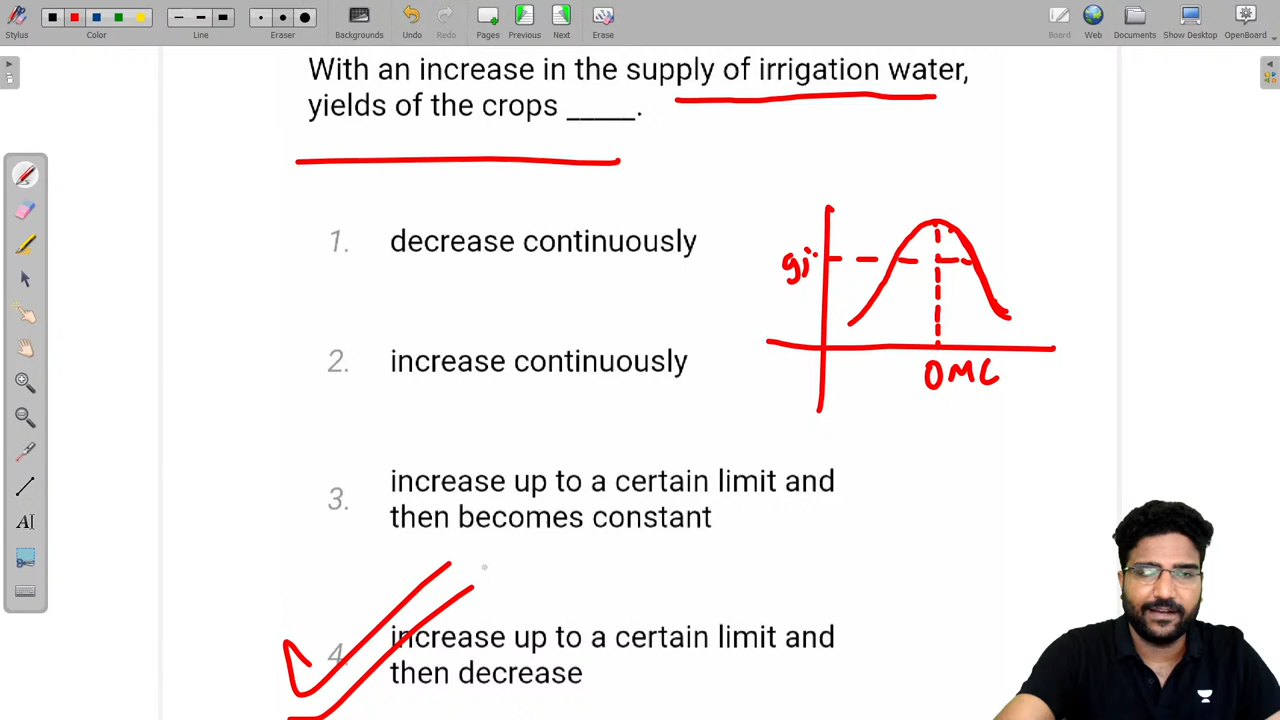 Stylus
Color
Line
Eraser
Backgrounds
Undo
Redo
Pages
Previous
Next
Erase
Board
Web
Documents
Show Desktop
OpenBoard
With an increase in the supply of irrigation water,
yields of the crops _____.
1. decrease continuously
2. increase continuously
3. increase up to a certain limit and
then becomes constant
4. increase up to a certain limit and
then decrease
OMC